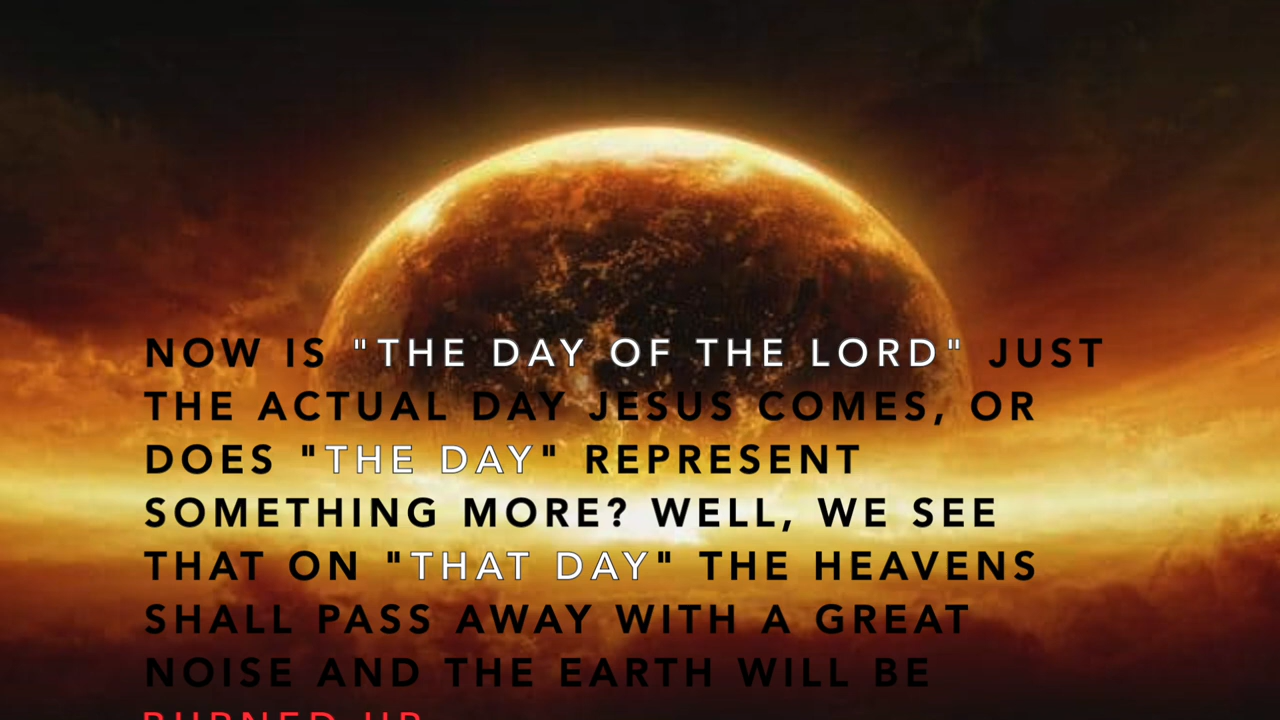 NOW IS "THE DAY OF THE LORD" JUST
THE ACTUAL DAY JESUS COMES, OR
DOES "THE DAY" REPRESENT
SOMETHING MORE? WELL, WE SEE
THAT ON "THAT DAY" THE HEAVENS
SHALL PASS AWAY WITH A GREAT
NOISE AND THE EARTH WILL BE
BURNED UP